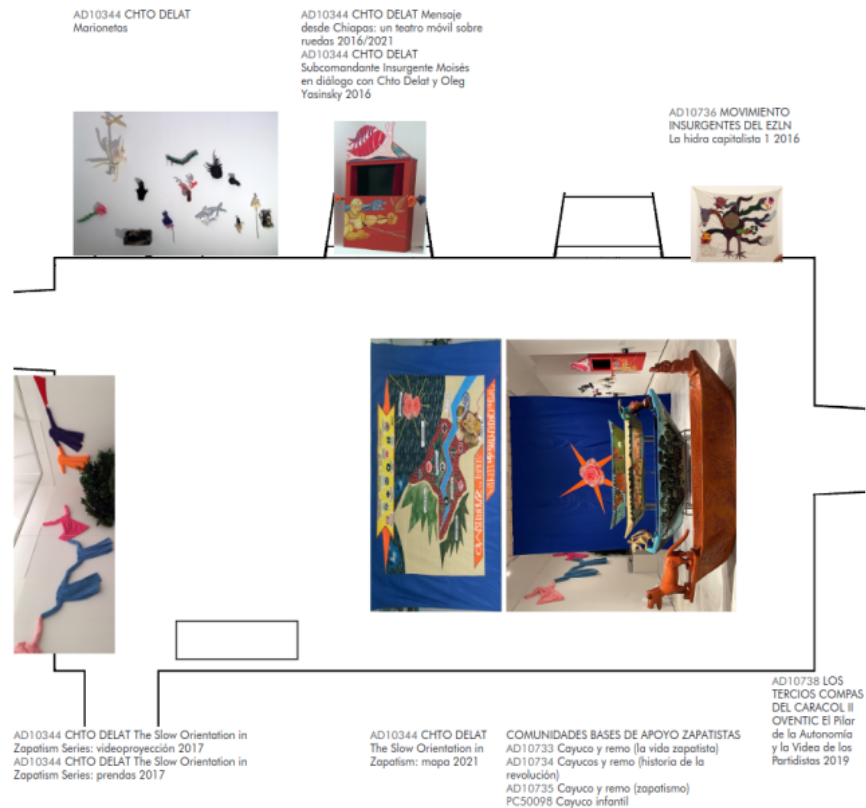 AD10344 CHTO DELAT
Marionetas
AD10344 CHTO DELAT Mensaje
desde Chiapas: un teatro móvil sobre
ruedas 2016/2021
AD10344 CHTO DELAT
Subcomandante Insurgente Moisés
en diálogo con Chto Delat y Oleg
Yasinsky 2016
AD10736 MOVIMIENTO
INSURGENTES DEL EZLN
La hidra capitalista 1 2016
AD10344 CHTO DELAT The Slow Orientation in
Zapatism Series: videoproyección 2017
AD10344 CHTO DELAT The Slow Orientation in
Zapatism Series: prendas 2017
AD10344 CHTO DELAT
The Slow Orientation in
Zapatism: mapa 2021
COMUNIDADES BASES DE APOYO ZAPATISTAS
AD10733 Cayuco y remo (la vida zapatista)
AD10734 Cayucos y remo (historia de la
revolución)
AD10735 Cayuco y remo (zapatismo)
PC50098 Cayuco infantil
AD10738 LOS
TERCIOS COMPAS
DEL CARACOL II
OVENTIC El Pilar
de la Autonomía
y la Videa de los
Partidistas 2019